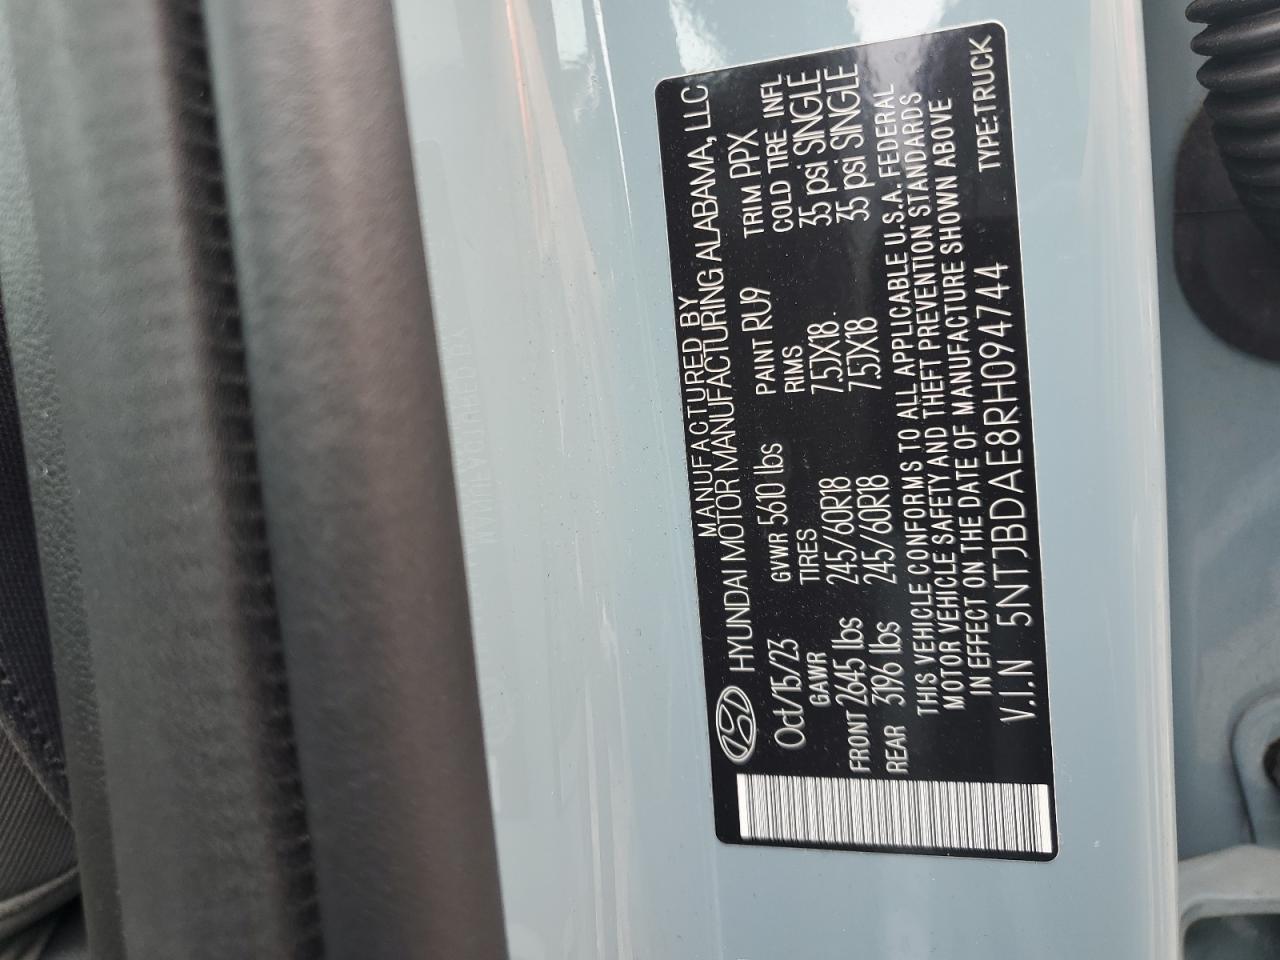 MANUFACTURED BY
HYUNDAI MOTOR MANUFACTURING ALABAMA, LLC
Oct/15/23 GVWR 5610 lbs PAINT RU9 TRIM PPX
GAWR TIRES RIMS COLD TIRE INFL
FRONT 2645 lbs 245/60R18 7.5JX18 35 psi SINGLE
REAR 3196 lbs 245/60R18 7.5JX18 35 psi SINGLE
THIS VEHICLE CONFORMS TO ALL APPLICABLE U.S.A. FEDERAL
MOTOR VEHICLE SAFETY AND THEFT PREVENTION STANDARDS
IN EFFECT ON THE DATE OF MANUFACTURE SHOWN ABOVE
V.I.N 5NTJBDAE8RH094744 TYPE:TRUCK